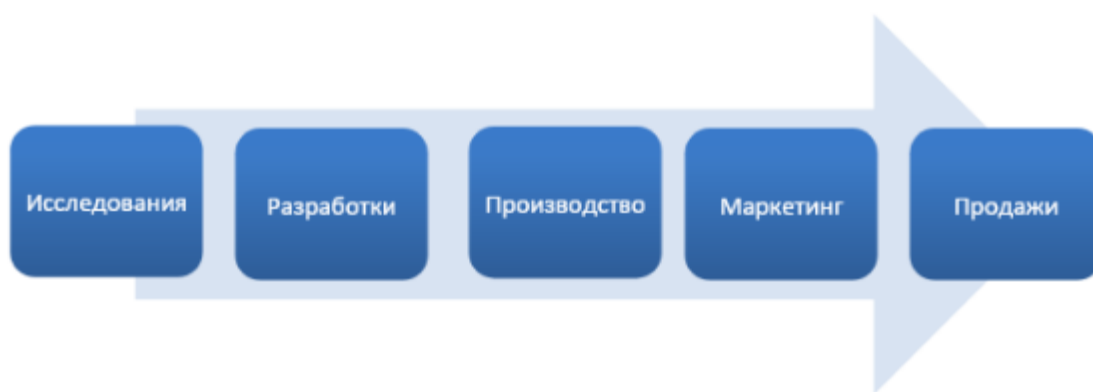 Исследования
Разработки
Производство
Маркетинг
Продажи